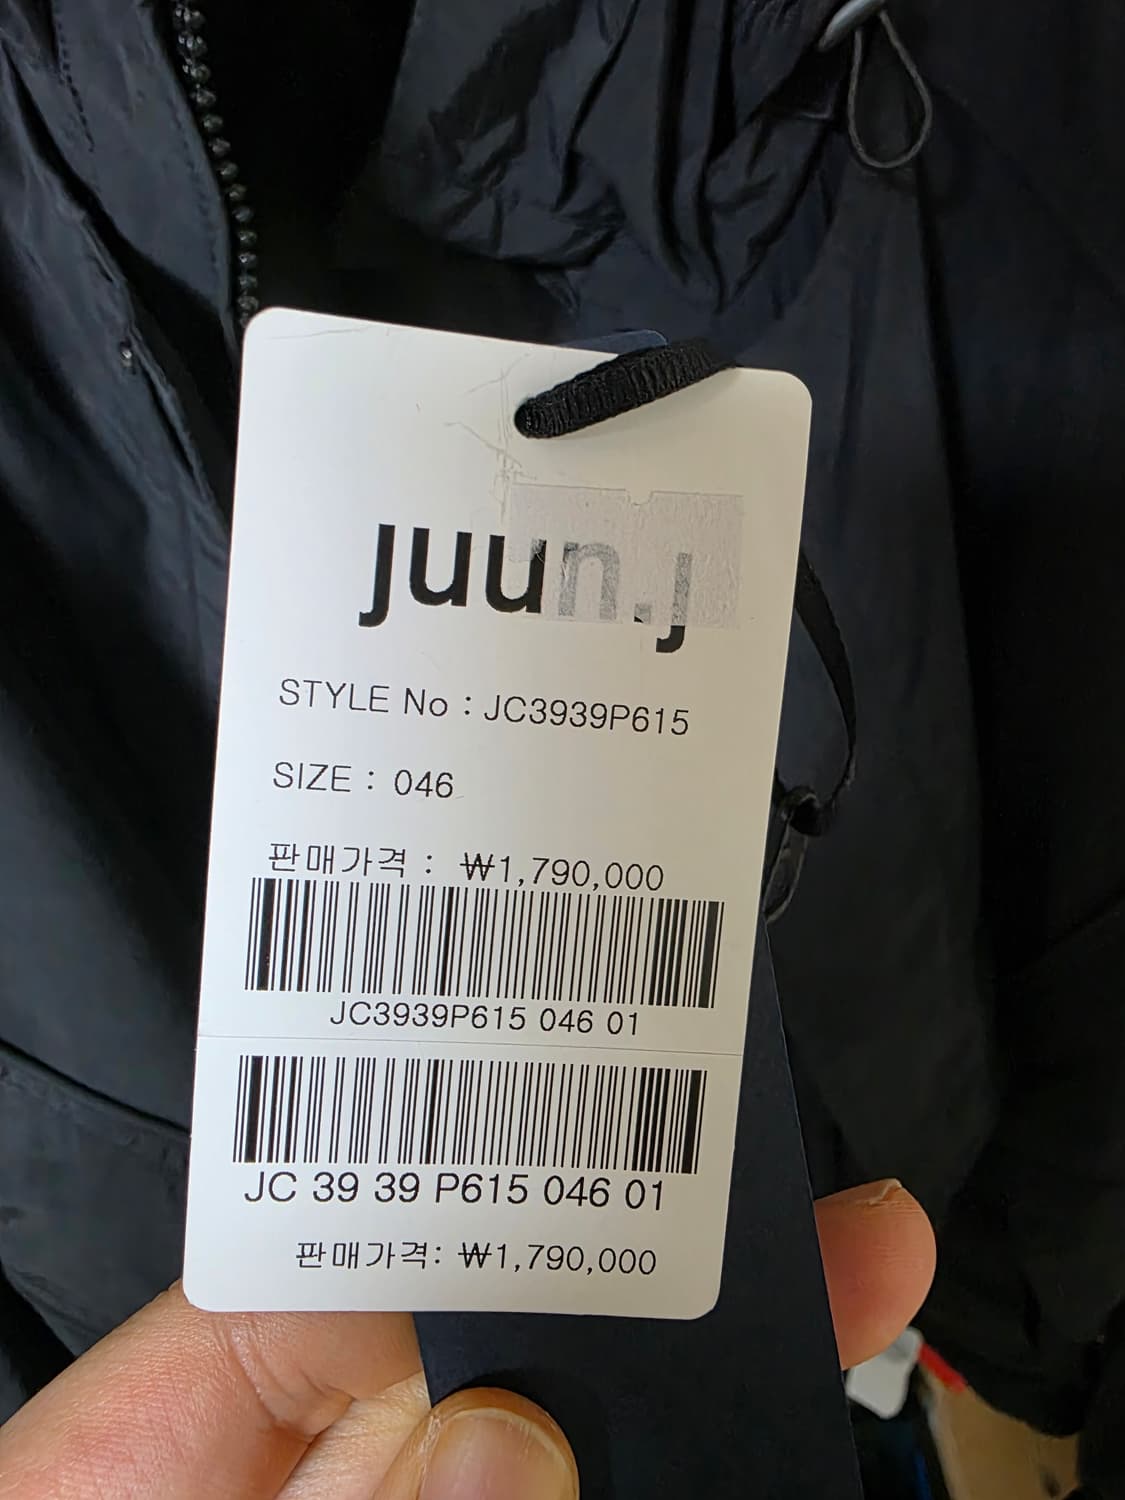 juun.j
STYLE No : JC3939P615
SIZE : 046
판매가격 : ₩1,790,000
JC3939P615 046 01
JC 39 39 P615 046 01
판매가격: ₩1,790,000